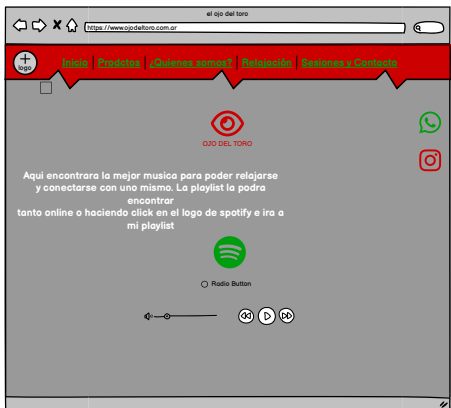 el ojo del toro
https://www.ojodeltoro.com.ar
logo
Inicio | Prodctos | ¿Quienes somos? | Relajación | Sesiones y Contacto
OJO DEL TORO
Aqui encontrara la mejor musica para poder relajarse
y conectarse con uno mismo. La playlist la podra
encontrar
tanto online o haciendo click en el logo de spotify e ira a
mi playlist
Radio Button